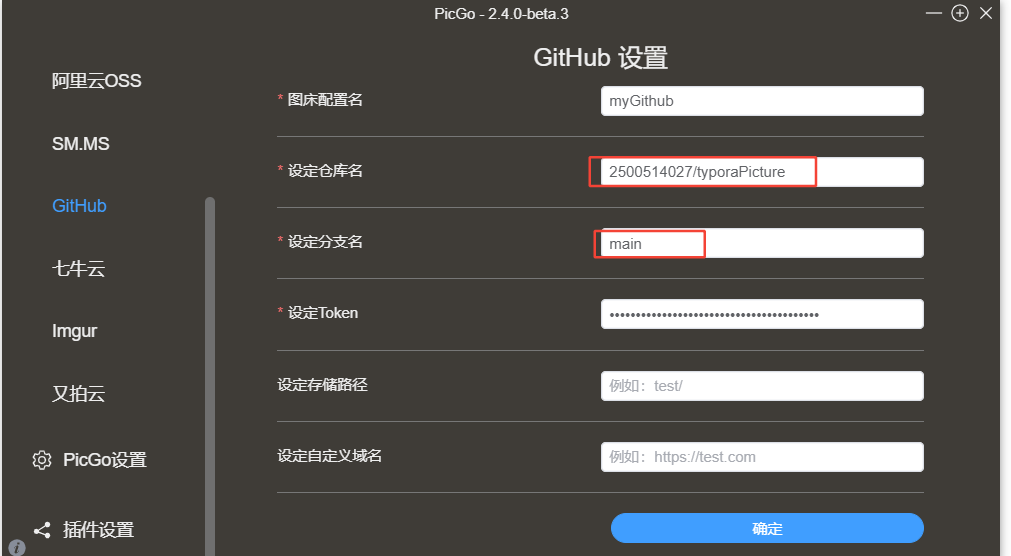 PicGo - 2.4.0-beta.3
阿里云OSS
SM.MS
GitHub
七牛云
Imgur
又拍云
PicGo设置
插件设置
GitHub 设置
* 图床配置名
myGithub
* 设定仓库名
2500514027/typoraPicture
* 设定分支名
main
* 设定Token
••••••••••••••••••••••••••••••••••••••••
设定存储路径
例如：test/
设定自定义域名
例如：https://test.com
确定